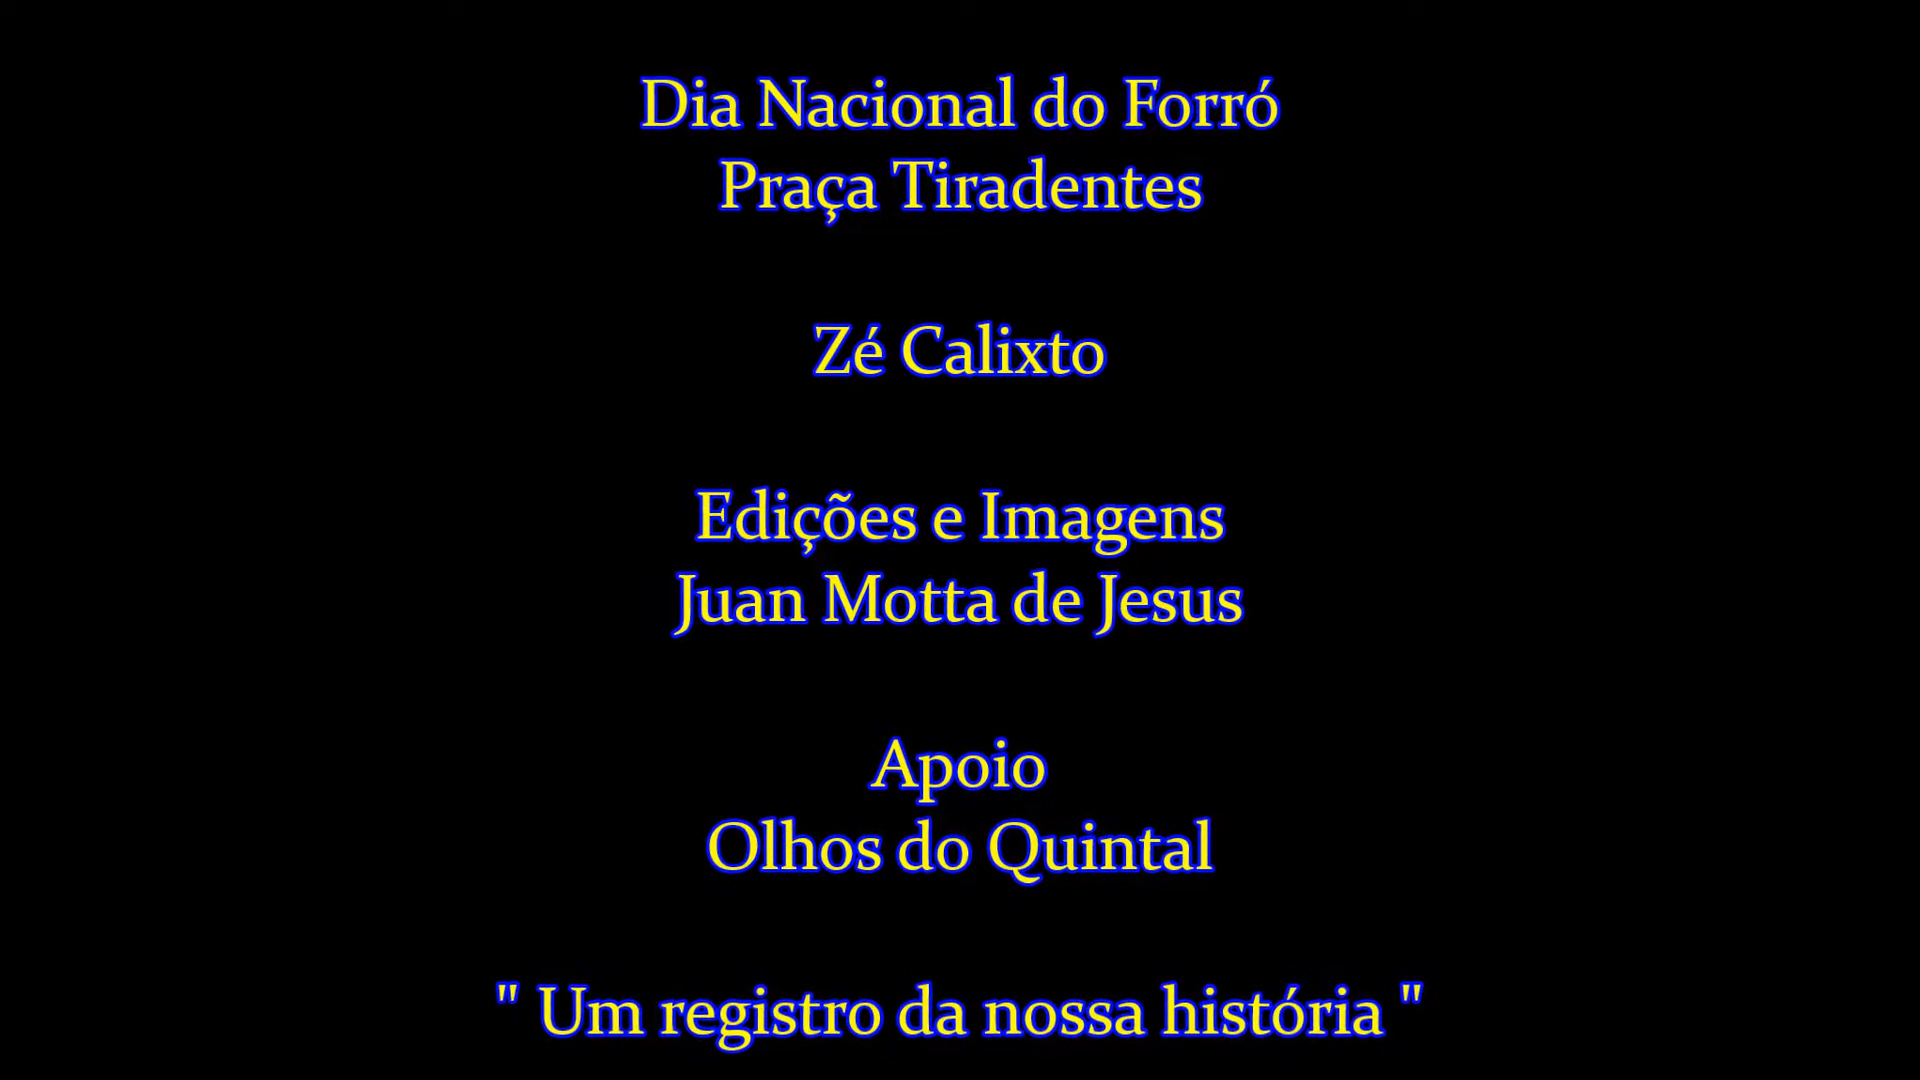 Dia Nacional do Forró
Praça Tiradentes
Zé Calixto
Edições e Imagens
Juan Motta de Jesus
Apoio
Olhos do Quintal
" Um registro da nossa história "